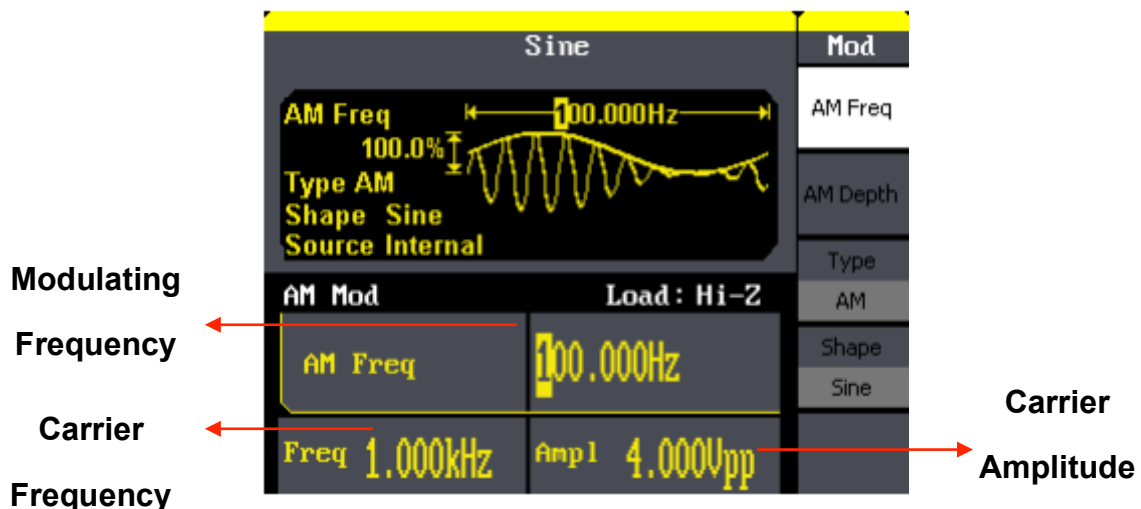 Sine
Mod
AM Freq
100.000Hz
100.0%
Type AM
Shape Sine
Source Internal
AM Freq
AM Depth
Type
AM
Shape
Sine
AM Mod
Load: Hi-Z
AM Freq
100.000Hz
Freq 1.000kHz
Ampl 4.000Vpp
Modulating
Frequency
Carrier
Frequency
Carrier
Amplitude